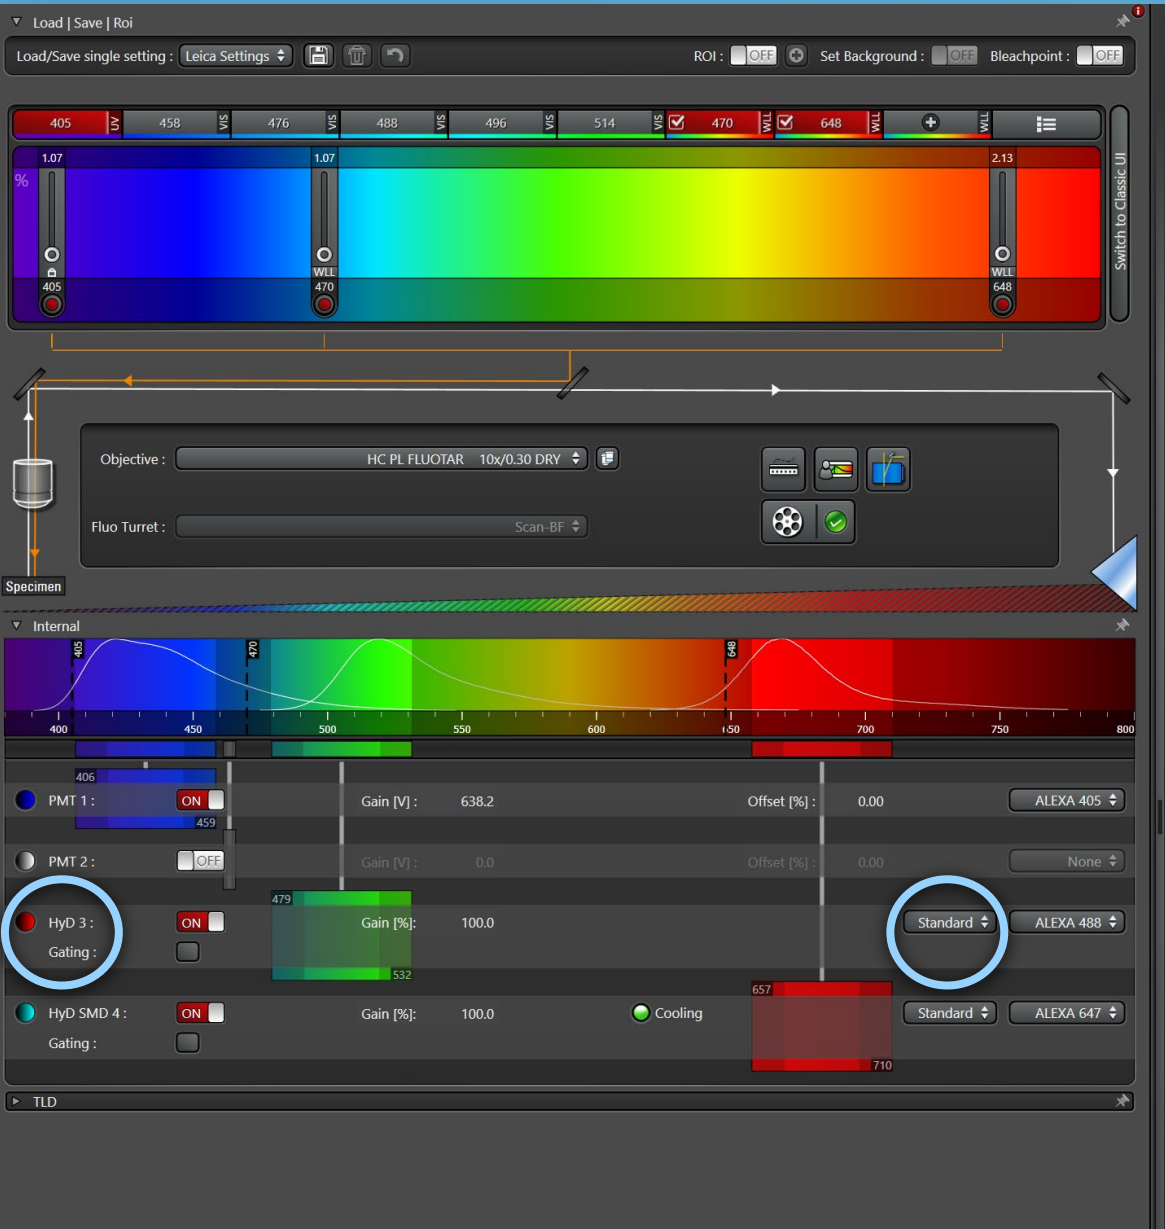 Load | Save | Roi
Load/Save single setting : Leica Settings ROI : OFF Set Background : OFF Bleachpoint : OFF
405 UV 458 VIS 476 VIS 488 VIS 496 VIS 514 VIS 470 WLL 648 WLL WLL
Switch to Classic UI
1.07 1.07 2.13
%
WLL WLL
405 470 648
Objective : HC PL FLUOTAR 10x/0.30 DRY
Fluo Turret : Scan-BF
Specimen
Internal
405 470 648
400 450 500 550 600 650 700 750 800
406
PMT 1 : ON Gain [V] : 638.2 Offset [%] : 0.00 ALEXA 405
459
PMT 2 : OFF Gain [V] : 0.0 Offset [%] : 0.00 None
479
HyD 3 : ON Gain [%]: 100.0 Standard ALEXA 488
Gating :
532
657
HyD SMD 4 : ON Gain [%]: 100.0 Cooling Standard ALEXA 647
Gating :
710
TLD